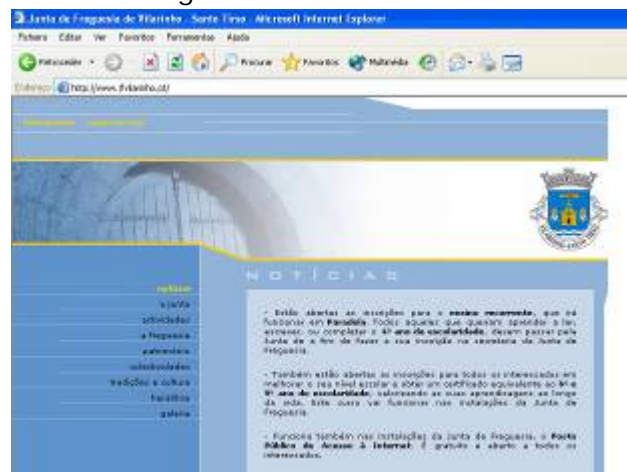 Junta de Freguesia de Vilarinho - Santo Tirso - Microsoft Internet Explorer
Ficheiro Editar Ver Favoritos Ferramentas Ajuda
Retroceder Procurar Favoritos Multimédia
Endereço http://www.jfvilarinho.pt/
NOTÍCIAS
notícias
a junta
actividades
a freguesia
património
colectividades
tradições e cultura
heráldica
galeria
- Estão abertas as inscrições para o ensino recorrente, que irá
funcionar em Paradela. Todos aqueles que queiram aprender a ler,
escrever, ou completar o 4º ano de escolaridade, devem passar pela
Junta de a fim de fazer a sua inscrição na secretaria da Junta de
Freguesia.
- Também estão abertas as inscrições para todos os interessados em
melhorar o seu nível escolar e obter um certificado equivalente ao 6º e
9º ano de escolaridade, valorizando as suas aprendizagens ao longo
da vida. Este curso vai funcionar nas instalações da Junta de
Freguesia.
- Funciona também nas instalações da Junta de Freguesia, o Posto
Público de Acesso à Internet. É gratuito e aberto a todos os
interessados.